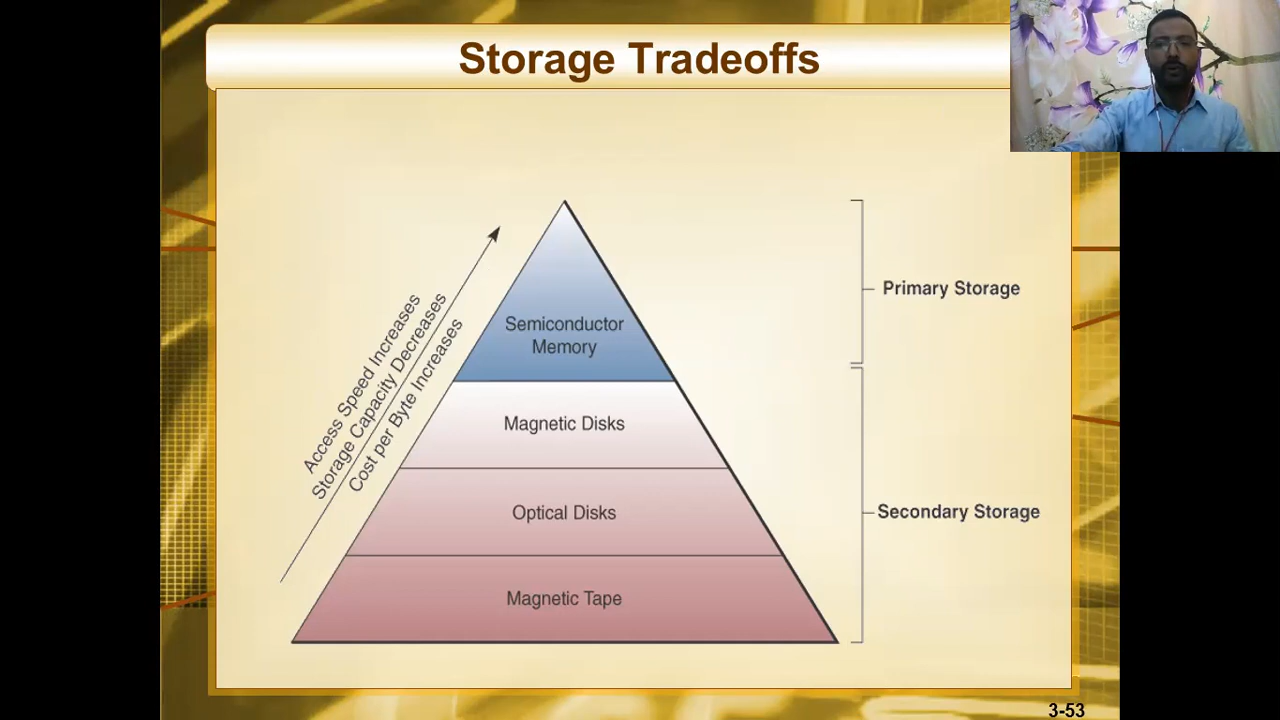 Storage Tradeoffs
Access Speed Increases
Storage Capacity Decreases
Cost per Byte Increases
Semiconductor
Memory
Magnetic Disks
Optical Disks
Magnetic Tape
Primary Storage
Secondary Storage
3-53